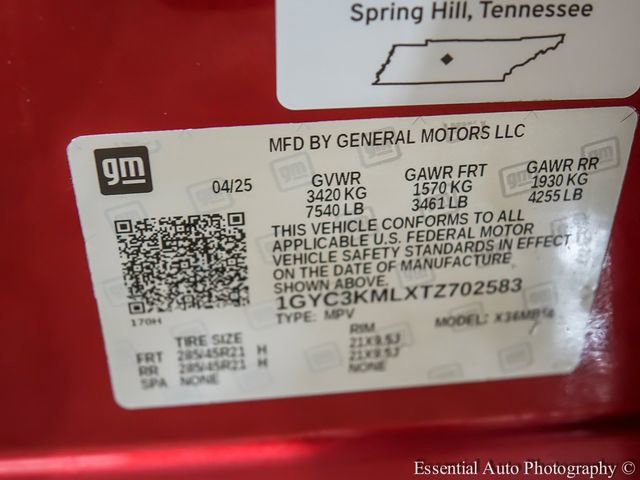 Spring Hill, Tennessee
MFD BY GENERAL MOTORS LLC
gm
04/25
GVWR
3420 KG
7540 LB
GAWR FRT
1570 KG
3461 LB
GAWR RR
1930 KG
4255 LB
THIS VEHICLE CONFORMS TO ALL
APPLICABLE U.S. FEDERAL MOTOR
VEHICLE SAFETY STANDARDS IN EFFECT
ON THE DATE OF MANUFACTURE
SHOWN ABOVE.
1GYC3KMLXTZ702583
170H
TYPE: MPV
MODEL:
TIRE SIZE
RIM
FRT 285/45R21 H 21X9.5J
RR 285/45R21 H 21X9.5J
SPA NONE NONE
Essential Auto Photography ©